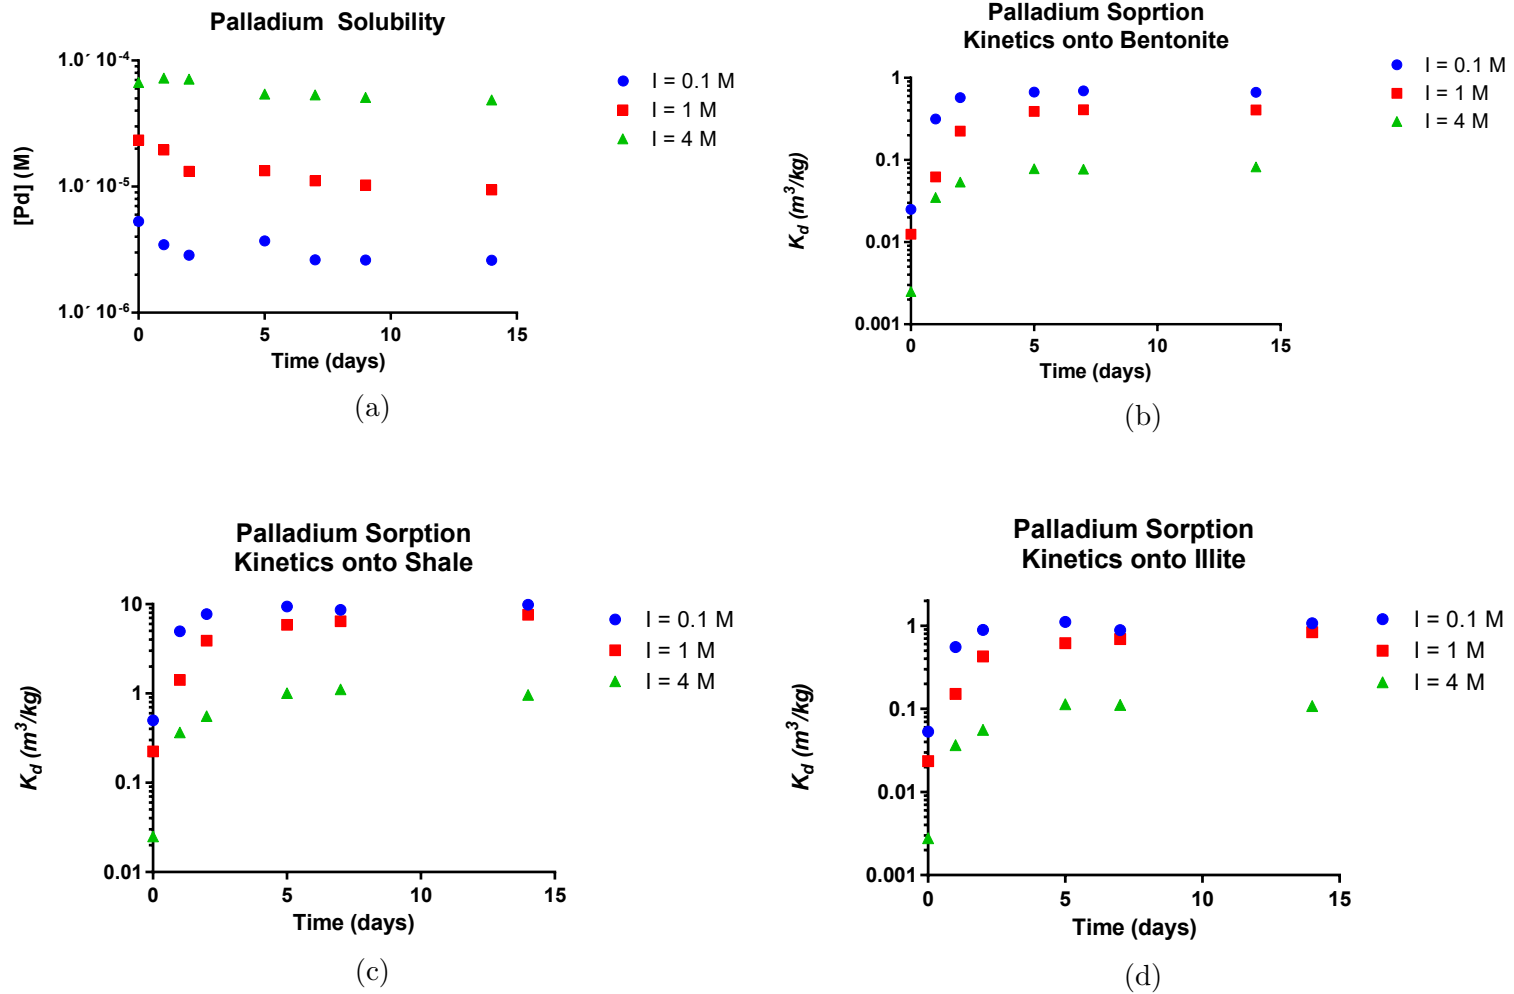 Palladium  Solubility
1.0´ 10-4
1.0´ 10-5
1.0´ 10-6
[Pd] (M)
0 5 10 15
Time (days)
I = 0.1 M
I = 1 M
I = 4 M
(a)
Palladium Soprtion
Kinetics onto Bentonite
1
0.1
0.01
0.001
Kd (m3/kg)
0 5 10 15
Time (days)
I = 0.1 M
I = 1 M
I = 4 M
(b)
Palladium Sorption
Kinetics onto Shale
10
1
0.1
0.01
Kd (m3/kg)
0 5 10 15
Time (days)
I = 0.1 M
I = 1 M
I = 4 M
(c)
Palladium Sorption
Kinetics onto Illite
1
0.1
0.01
0.001
Kd (m3/kg)
0 5 10 15
Time (days)
I = 0.1 M
I = 1 M
I = 4 M
(d)